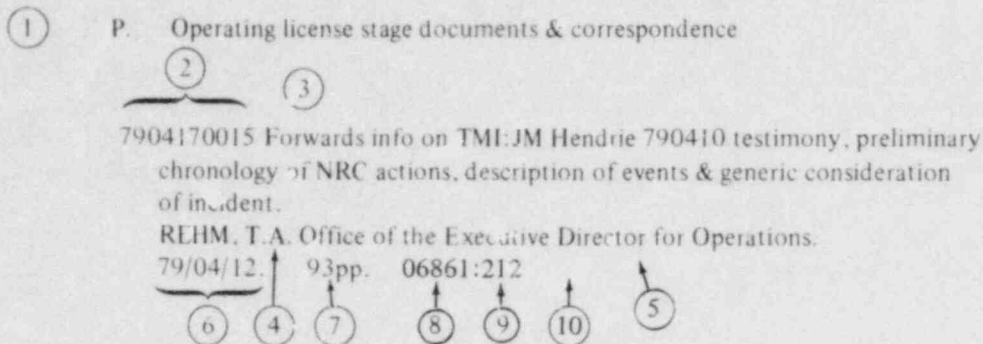 1 P. Operating license stage documents & correspondence
2
3
7904170015 Forwards info on TMI:JM Hendrie 790410 testimony, preliminary
chronology of NRC actions, description of events & generic consideration
of incident.
REHM, T.A. Office of the Executive Director for Operations.
79/04/12. 93pp. 06861:212
6 4 7 8 9 10 5